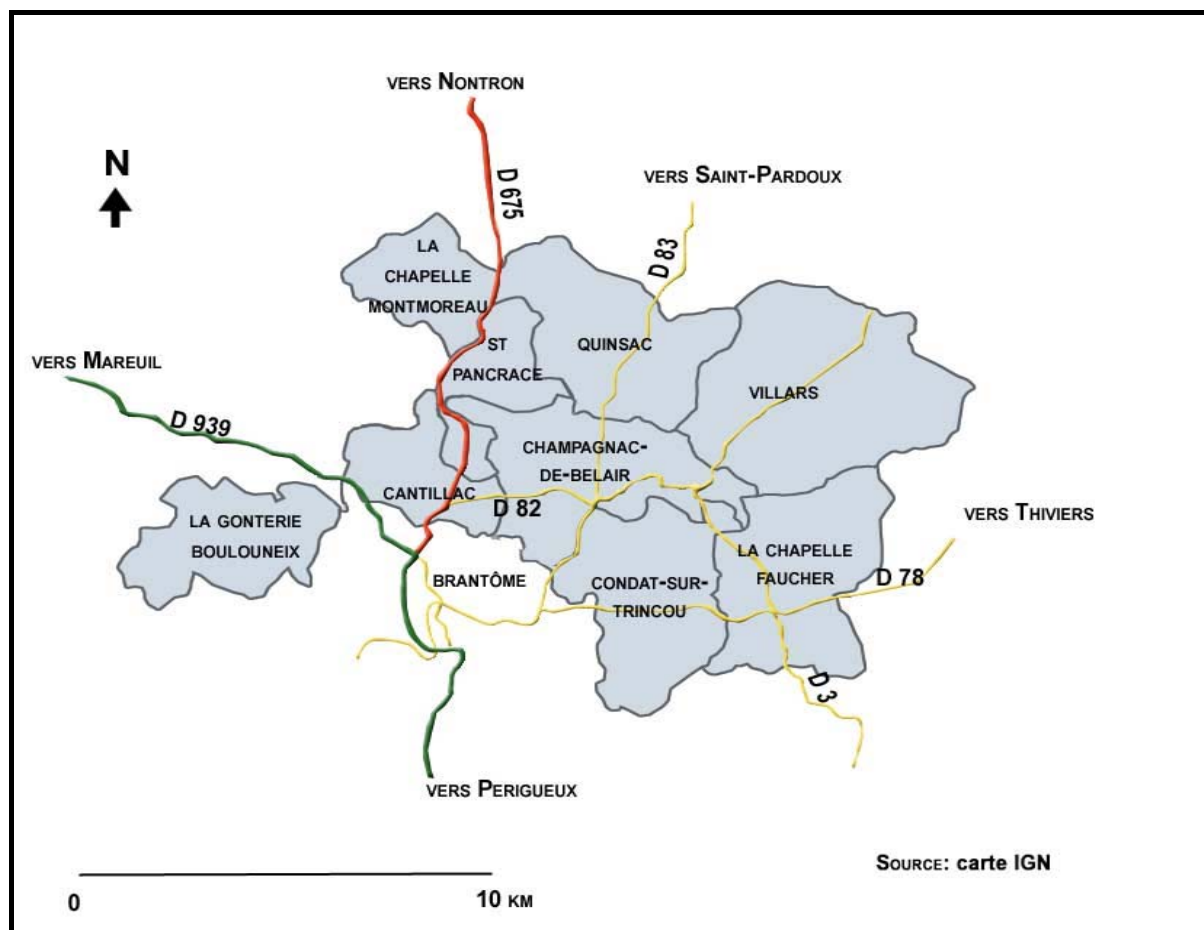 VERS NONTRON
N
D 675
VERS SAINT-PARDOUX
D 83
LA
CHAPELLE
MONTMOREAU
ST
PANCRACE
QUINSAC
VERS MAREUIL
VILLARS
D 939
CHAMPAGNAC-
DE-BELAIR
CANTILLAC
D 82
LA GONTERIE
BOULOUNEIX
VERS THIVIERS
LA CHAPELLE
FAUCHER
D 78
BRANTÔME
CONDAT-SUR-
TRINCOU
D 3
VERS PERIGUEUX
SOURCE: carte IGN
0
10 KM